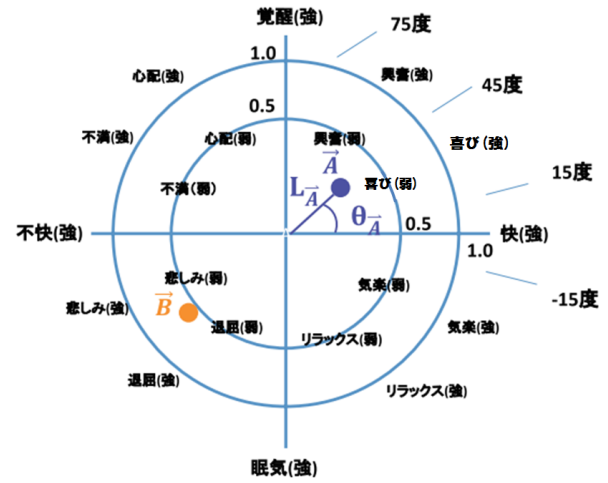 覚醒(強)
75度
1.0
心配(強)
興奮(強)
45度
0.5
不満(強)
心配(弱)
興奮(弱)
喜び(強)
A
15度
不満(弱)
L A
喜び(弱)
θ A
不快(強)
0.5
快(強)
1.0
悲しみ(弱)
気楽(弱)
-15度
悲しみ(強)
B
退屈(弱)
リラックス(弱)
気楽(強)
退屈(強)
リラックス(強)
眠気(強)